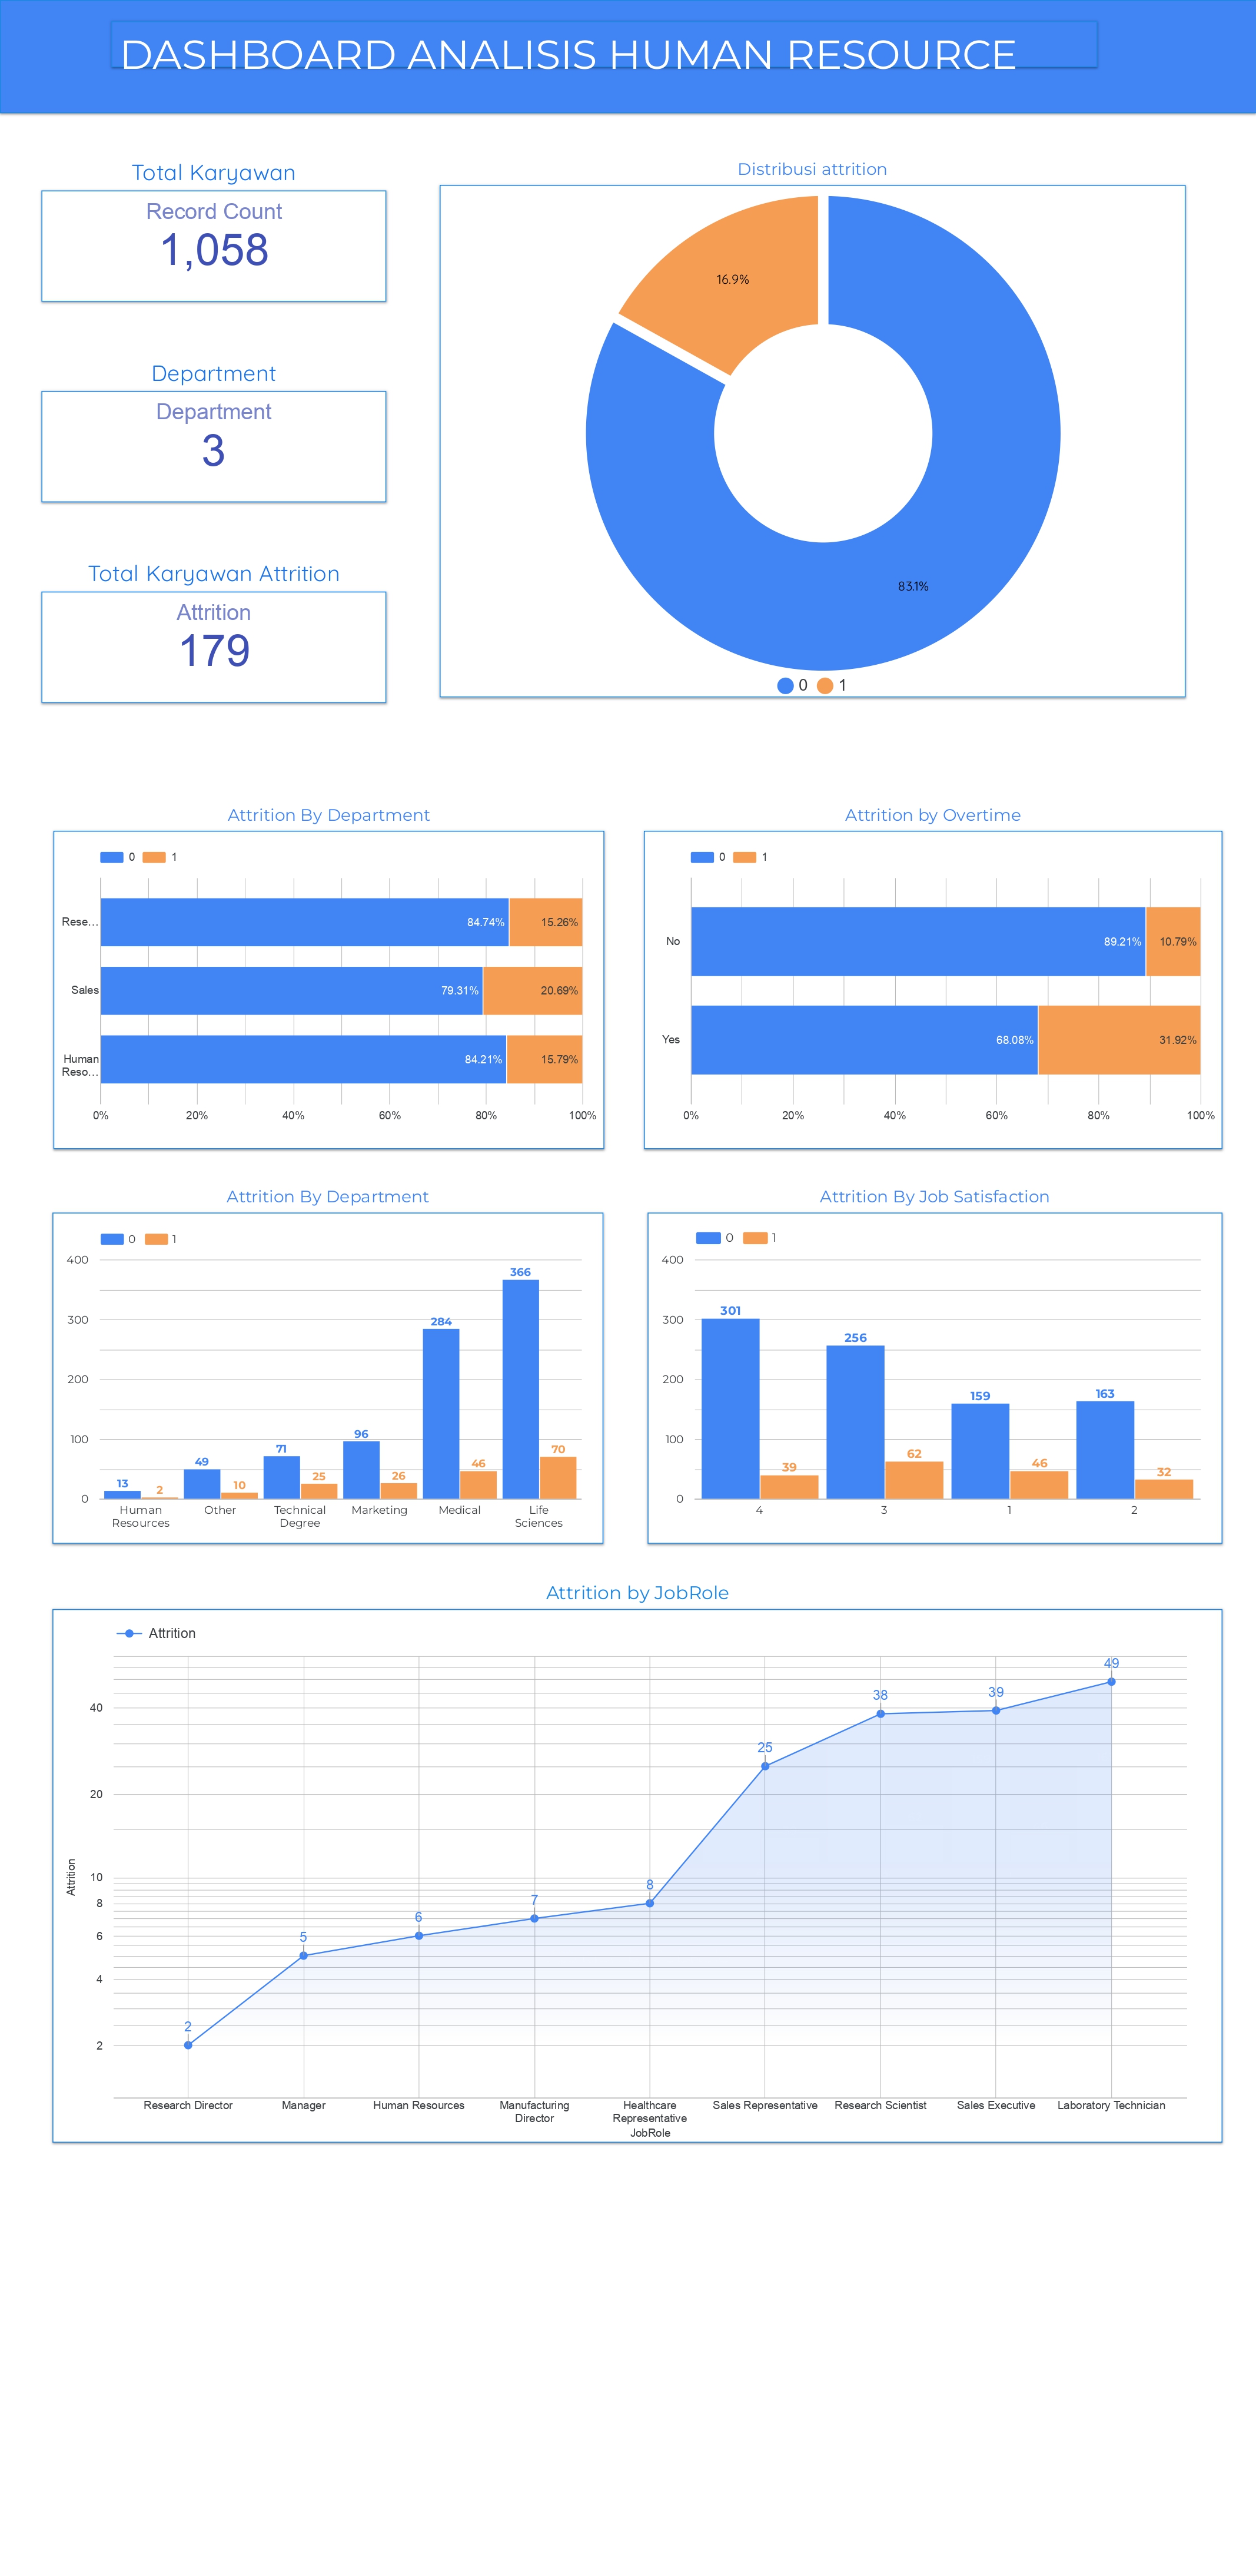 DASHBOARD ANALISIS HUMAN RESOURCE
Total Karyawan
Record Count
1,058
Department
Department
3
Total Karyawan Attrition
Attrition
179
Distribusi attrition
16.9%
83.1%
0 1
Attrition By Department
0 1
Rese... 84.74% 15.26%
Sales 79.31% 20.69%
Human
Reso... 84.21% 15.79%
0% 20% 40% 60% 80% 100%
Attrition by Overtime
0 1
No 89.21% 10.79%
Yes 68.08% 31.92%
0% 20% 40% 60% 80% 100%
Attrition By Department
0 1
400
300
200
100
0
13 2 49 10 71 25 96 26 284 46 366 70
Human
Resources
Other
Technical
Degree
Marketing
Medical
Life
Sciences
Attrition By Job Satisfaction
0 1
400
300
200
100
0
301 39 256 62 159 46 163 32
4 3 1 2
Attrition by JobRole
Attrition
40
20
10
8
6
4
2
Attrition
2 5 6 7 8 25 38 39 49
Research Director
Manager
Human Resources
Manufacturing
Director
Healthcare
Representative
Sales Representative
Research Scientist
Sales Executive
Laboratory Technician
JobRole